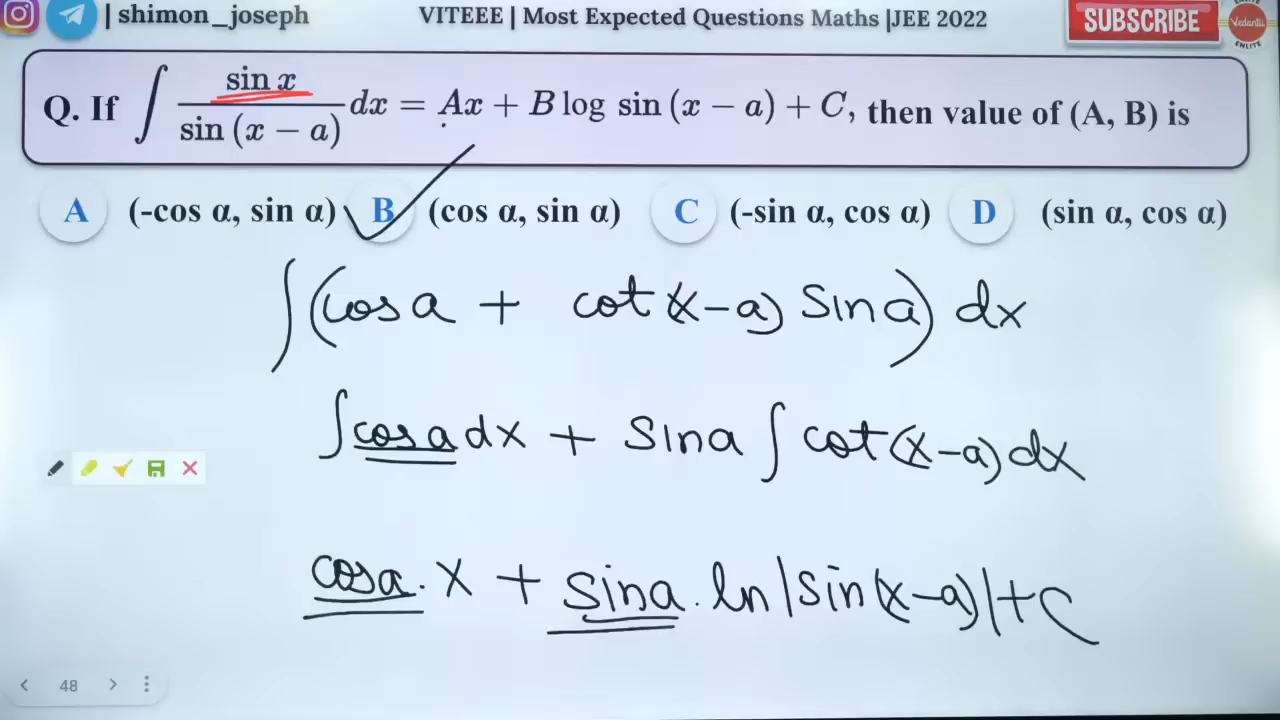 | shimon_joseph
VITEEE | Most Expected Questions Maths |JEE 2022
SUBSCRIBE
Vedantu
ENLITE
Q. If ∫ sin x / sin (x − a) dx = Ax + B log sin (x − a) + C, then value of (A, B) is
A (-cos α, sin α) B (cos α, sin α) C (-sin α, cos α) D (sin α, cos α)
∫(cos a + cot(x−a) sin a) dx
∫cos a dx + sin a ∫cot(x−a)dx
cos a. x + sin a. ln|sin(x−a)|+C
48